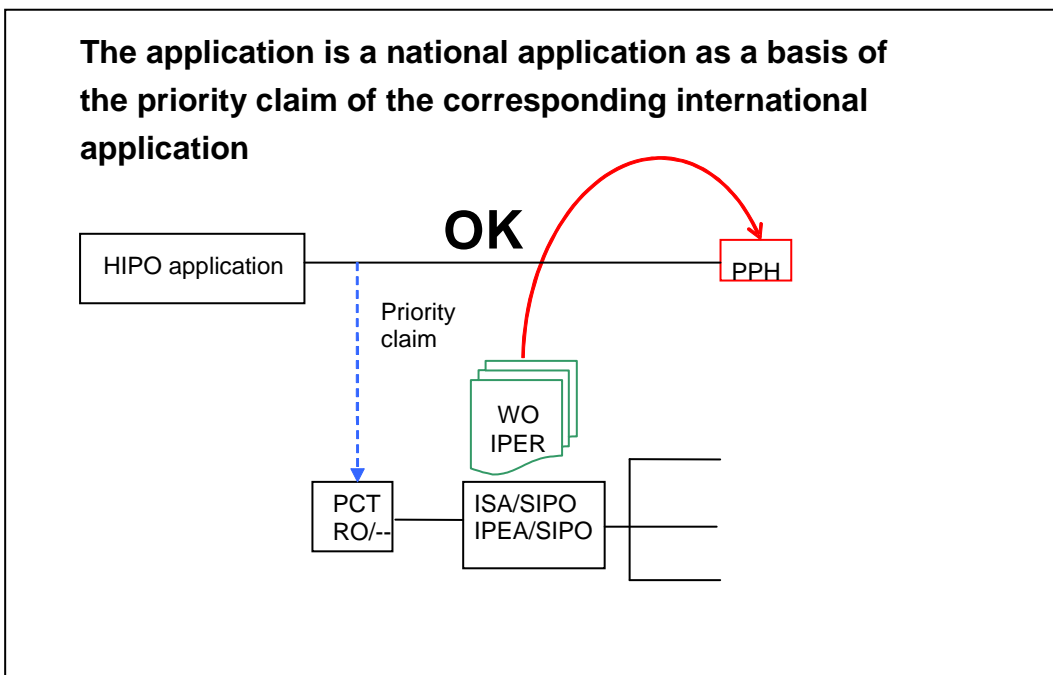 The application is a national application as a basis of
the priority claim of the corresponding international
application
OK
HIPO application
PPH
Priority
claim
WO
IPER
PCT
RO/--
ISA/SIPO
IPEA/SIPO